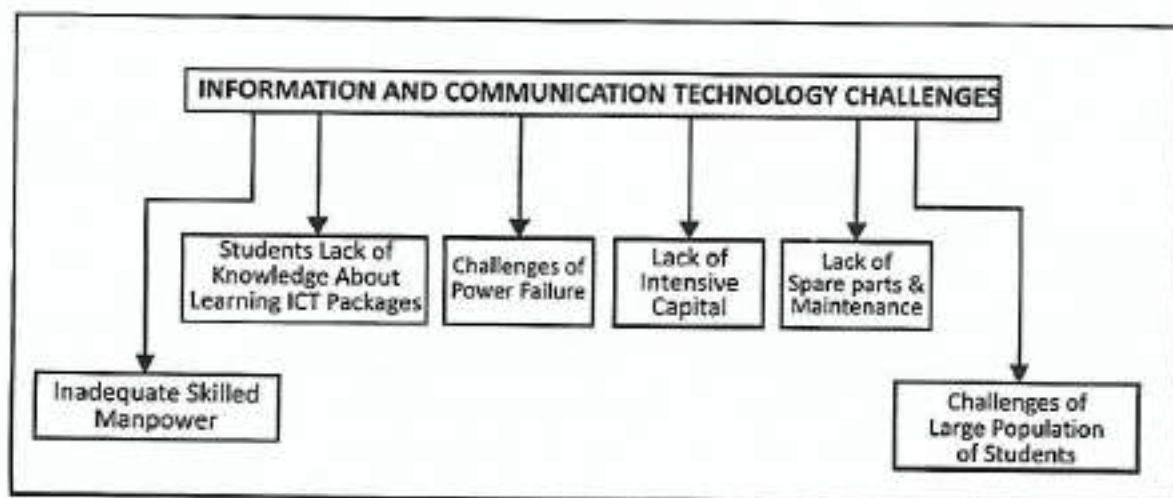 INFORMATION AND COMMUNICATION TECHNOLOGY CHALLENGES
Students Lack of
Knowledge About
Learning ICT Packages
Challenges of
Power Failure
Lack of
Intensive
Capital
Lack of
Spare parts &
Maintenance
Inadequate Skilled
Manpower
Challenges of
Large Population
of Students